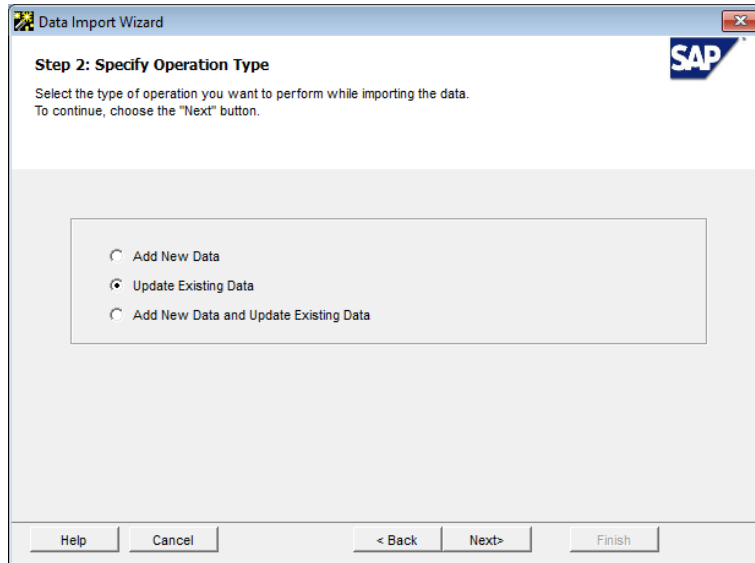 Data Import Wizard
Step 2: Specify Operation Type
SAP
Select the type of operation you want to perform while importing the data.
To continue, choose the "Next" button.
Add New Data
Update Existing Data
Add New Data and Update Existing Data
Help Cancel < Back Next> Finish